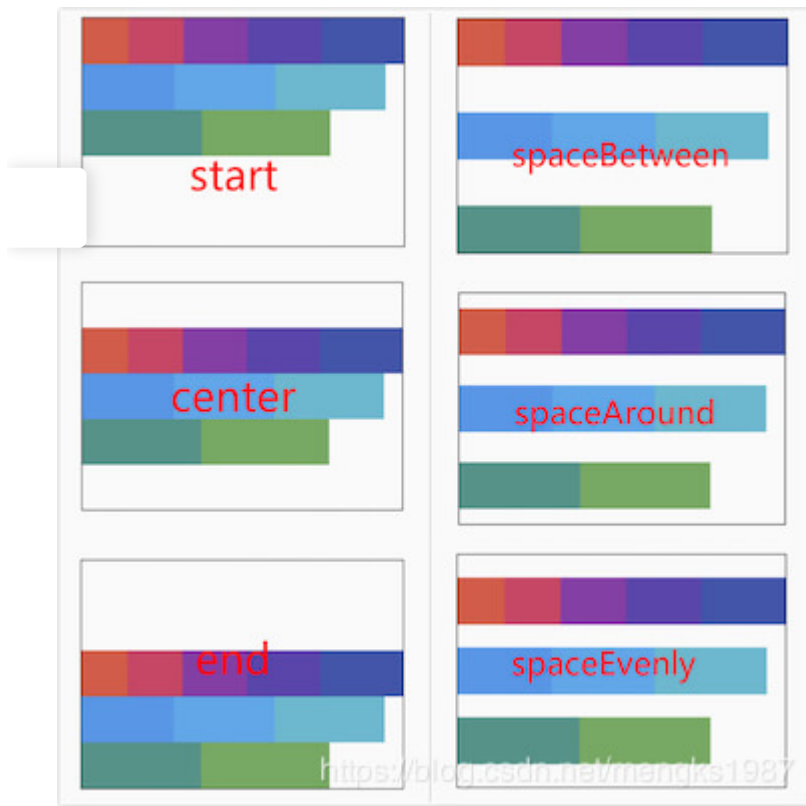 start
spaceBetween
center
spaceAround
end
spaceEvenly
https://blog.csdn.net/mengks1987